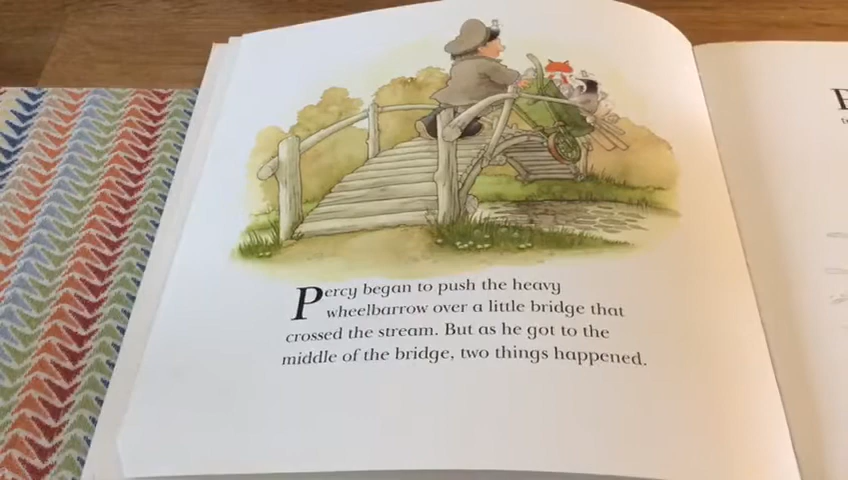 Percy began to push the heavy
wheelbarrow over a little bridge that
crossed the stream. But as he got to the
middle of the bridge, two things happened.